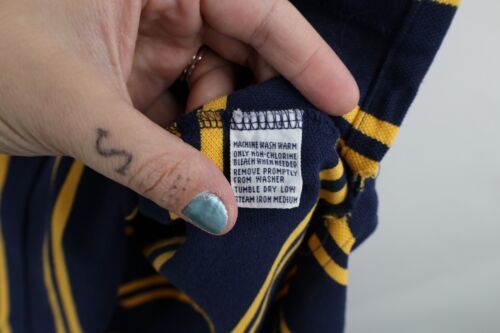 MACHINE WASH WARM
ONLY NON-CHLORINE
BLEACH WHEN NEEDED
REMOVE PROMPTLY
FROM WASHER
TUMBLE DRY LOW
STEAM IRON MEDIUM
S